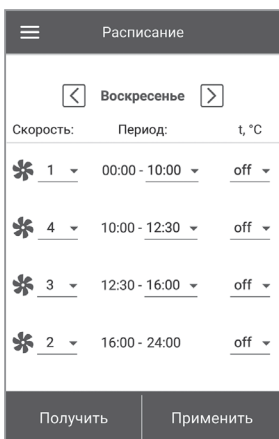 Расписание
Воскресенье
Скорость: Период: t, °C
1 00:00 - 10:00 off
4 10:00 - 12:30 off
3 12:30 - 16:00 off
2 16:00 - 24:00 off
Получить Применить